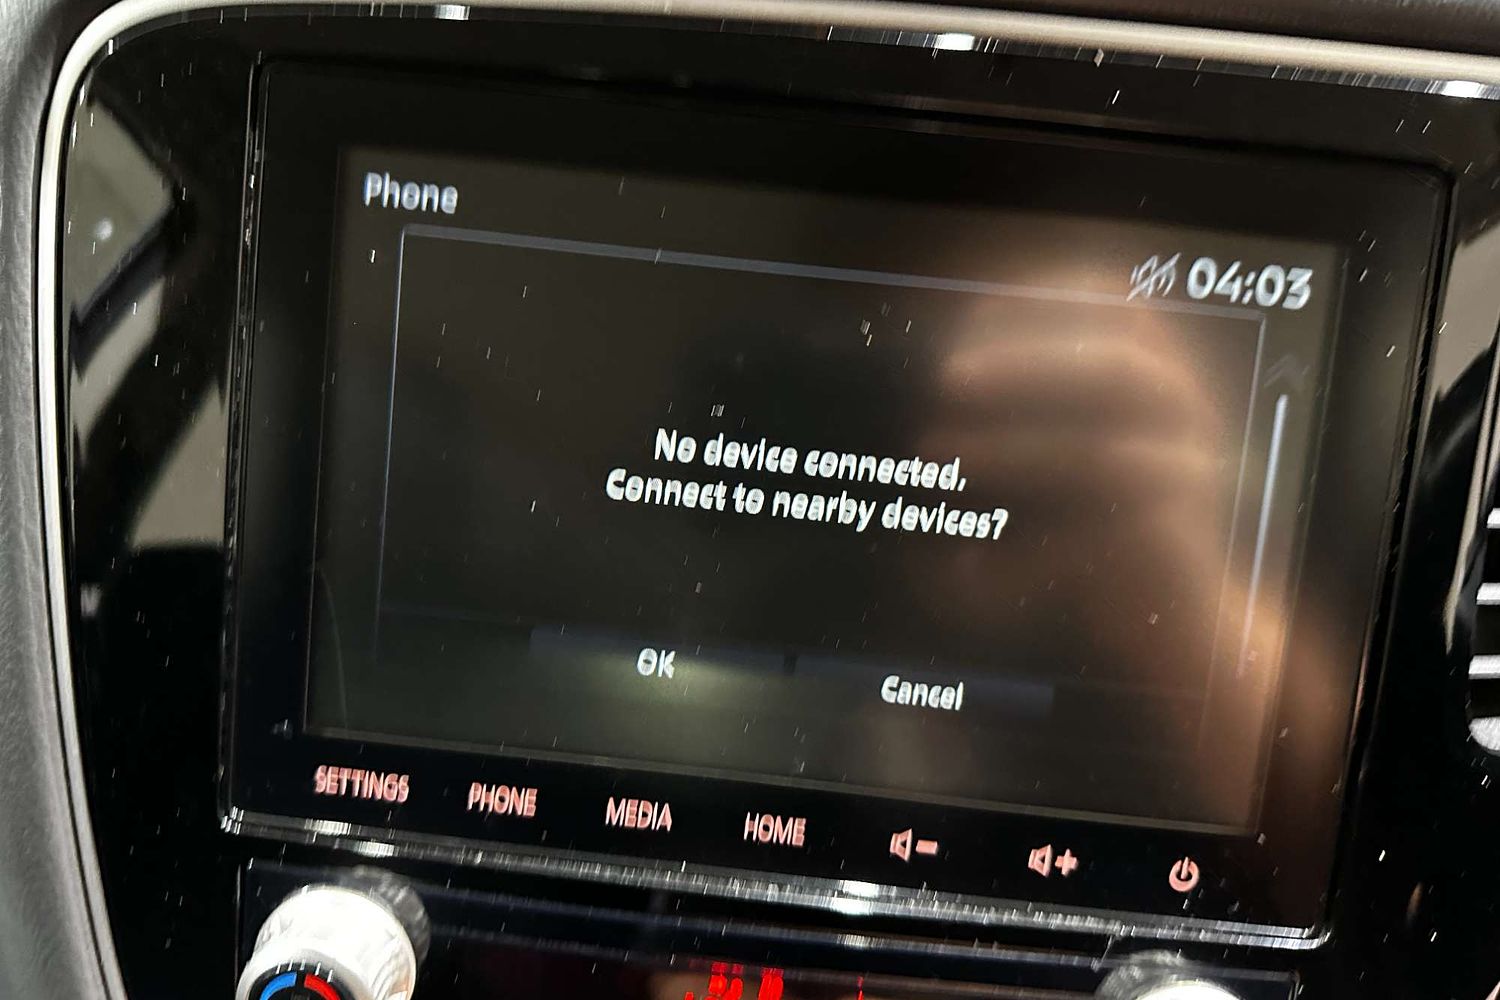 Phone
04:03
No device connected,
Connect to nearby devices?
OK
Cancel
SETTINGS PHONE MEDIA HOME